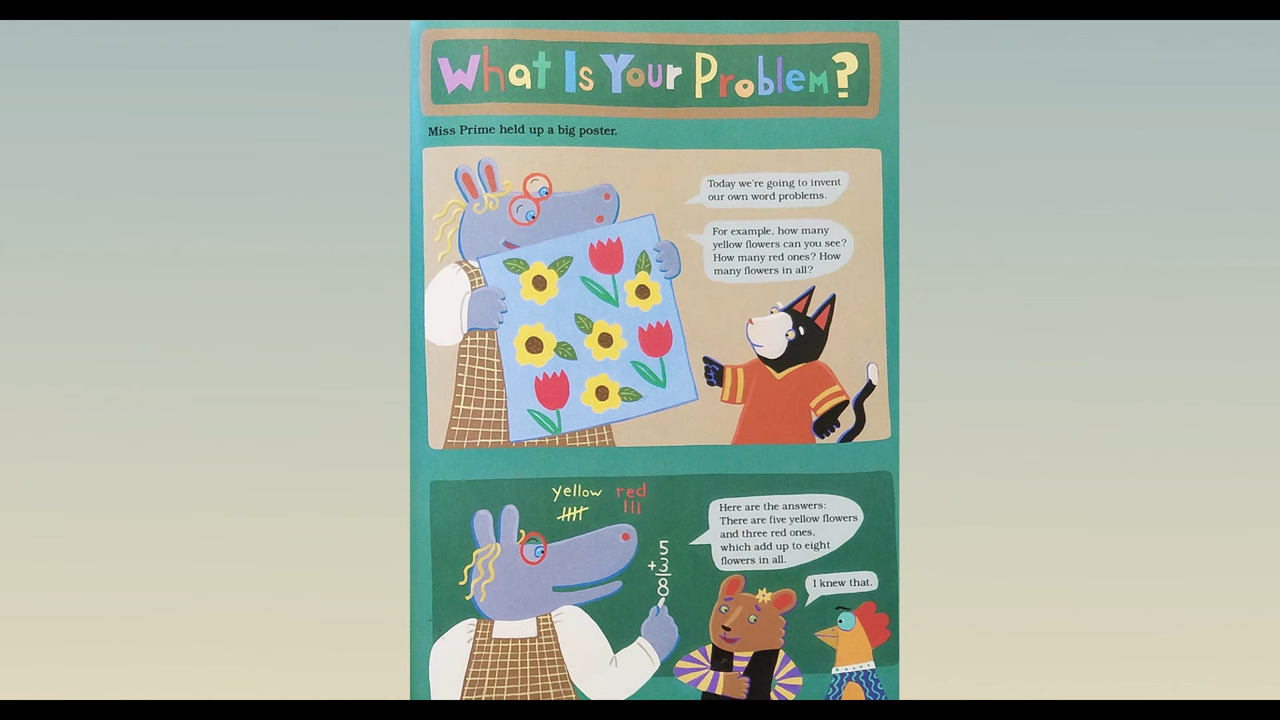 What Is Your Problem?
Miss Prime held up a big poster.
Today we're going to invent
our own word problems.
For example, how many
yellow flowers can you see?
How many red ones? How
many flowers in all?
yellow red
5
+3
8
Here are the answers:
There are five yellow flowers
and three red ones,
which add up to eight
flowers in all.
I knew that.